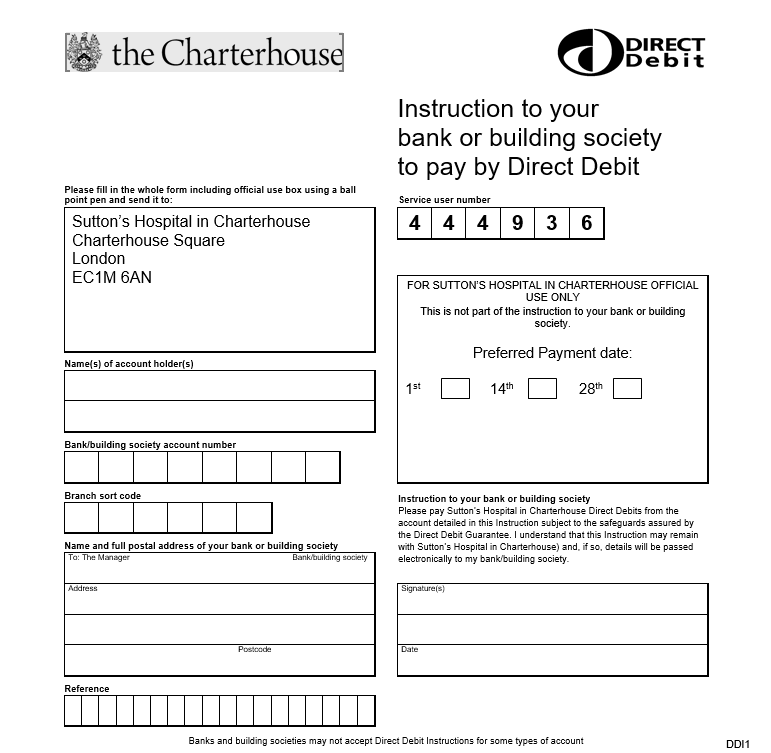 the Charterhouse
DIRECT
Debit
Instruction to your
bank or building society
to pay by Direct Debit
Please fill in the whole form including official use box using a ball
point pen and send it to:
Sutton's Hospital in Charterhouse
Charterhouse Square
London
EC1M 6AN
Service user number
4 4 4 9 3 6
FOR SUTTON'S HOSPITAL IN CHARTERHOUSE OFFICIAL
USE ONLY
This is not part of the instruction to your bank or building
society.
Preferred Payment date:
1st 14th 28th
Name(s) of account holder(s)
Bank/building society account number
Branch sort code
Name and full postal address of your bank or building society
To: The Manager Bank/building society
Address
Postcode
Reference
Instruction to your bank or building society
Please pay Sutton's Hospital in Charterhouse Direct Debits from the
account detailed in this Instruction subject to the safeguards assured by
the Direct Debit Guarantee. I understand that this Instruction may remain
with Sutton's Hospital in Charterhouse) and, if so, details will be passed
electronically to my bank/building society.
Signature(s)
Date
Banks and building societies may not accept Direct Debit Instructions for some types of account
DDI1